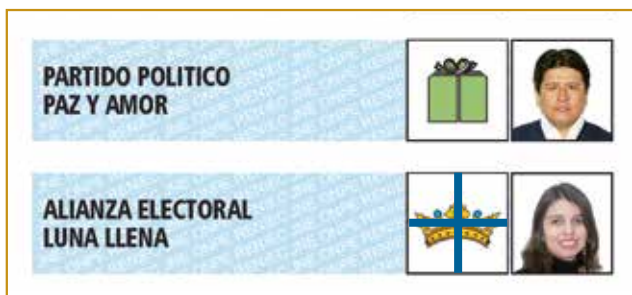 PARTIDO POLITICO
PAZ Y AMOR
ALIANZA ELECTORAL
LUNA LLENA